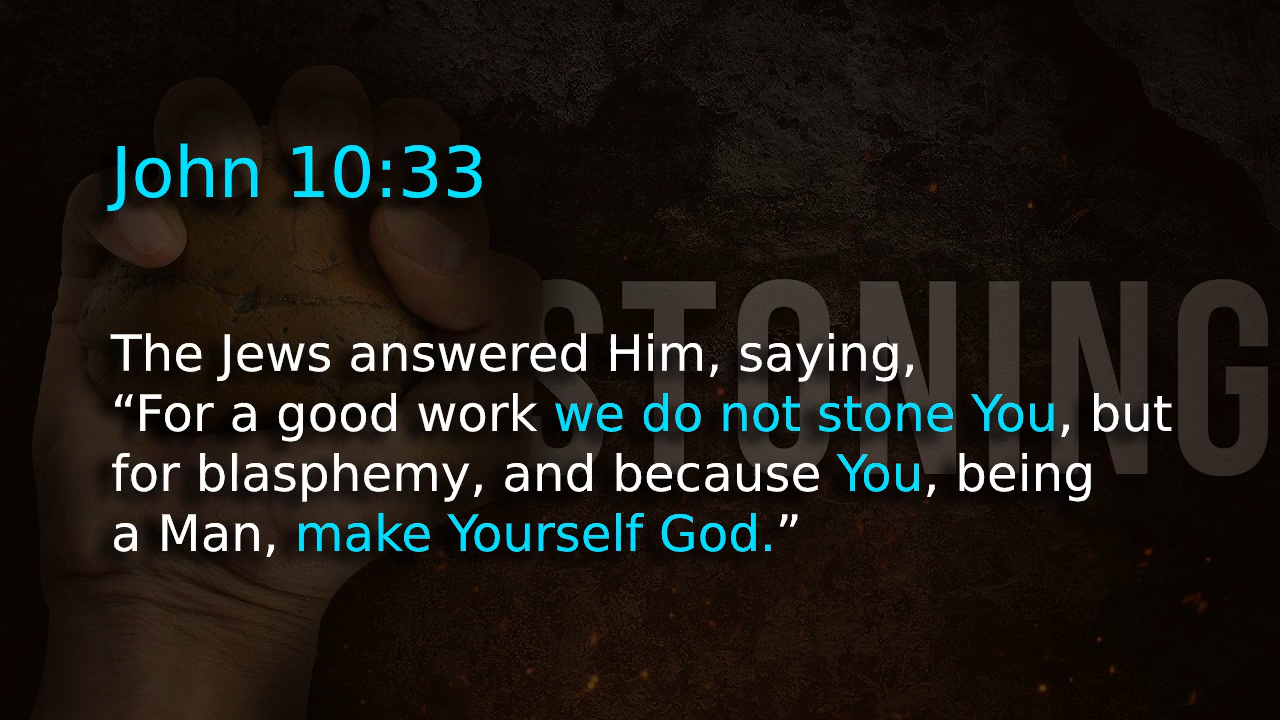 John 10:33
STONING
The Jews answered Him, saying,
“For a good work we do not stone You, but
for blasphemy, and because You, being
a Man, make Yourself God.”